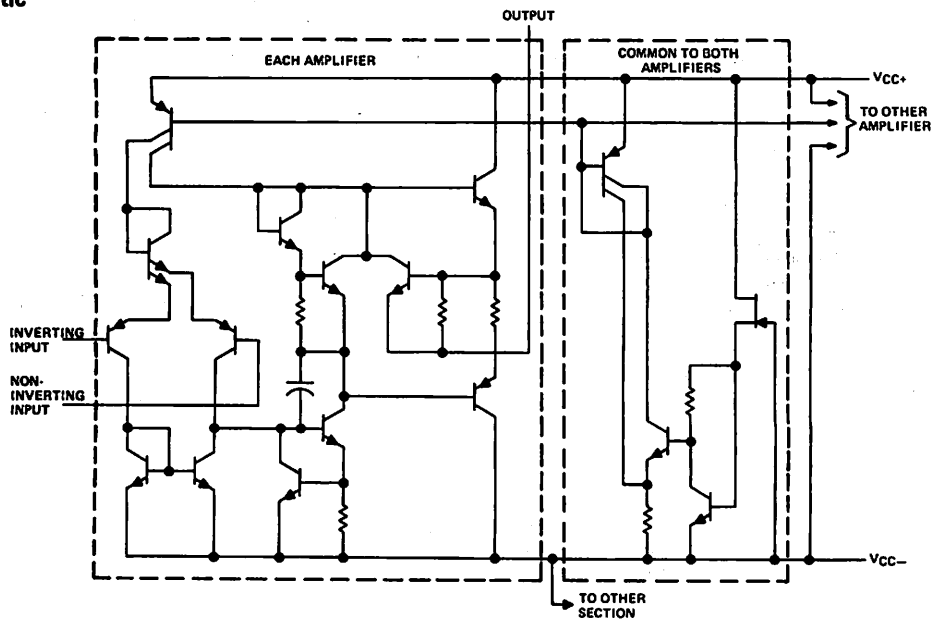 OUTPUT
EACH AMPLIFIER
COMMON TO BOTH
AMPLIFIERS
VCC+
TO OTHER
AMPLIFIER
INVERTING
INPUT
NON-
INVERTING
INPUT
VCC−
TO OTHER
SECTION